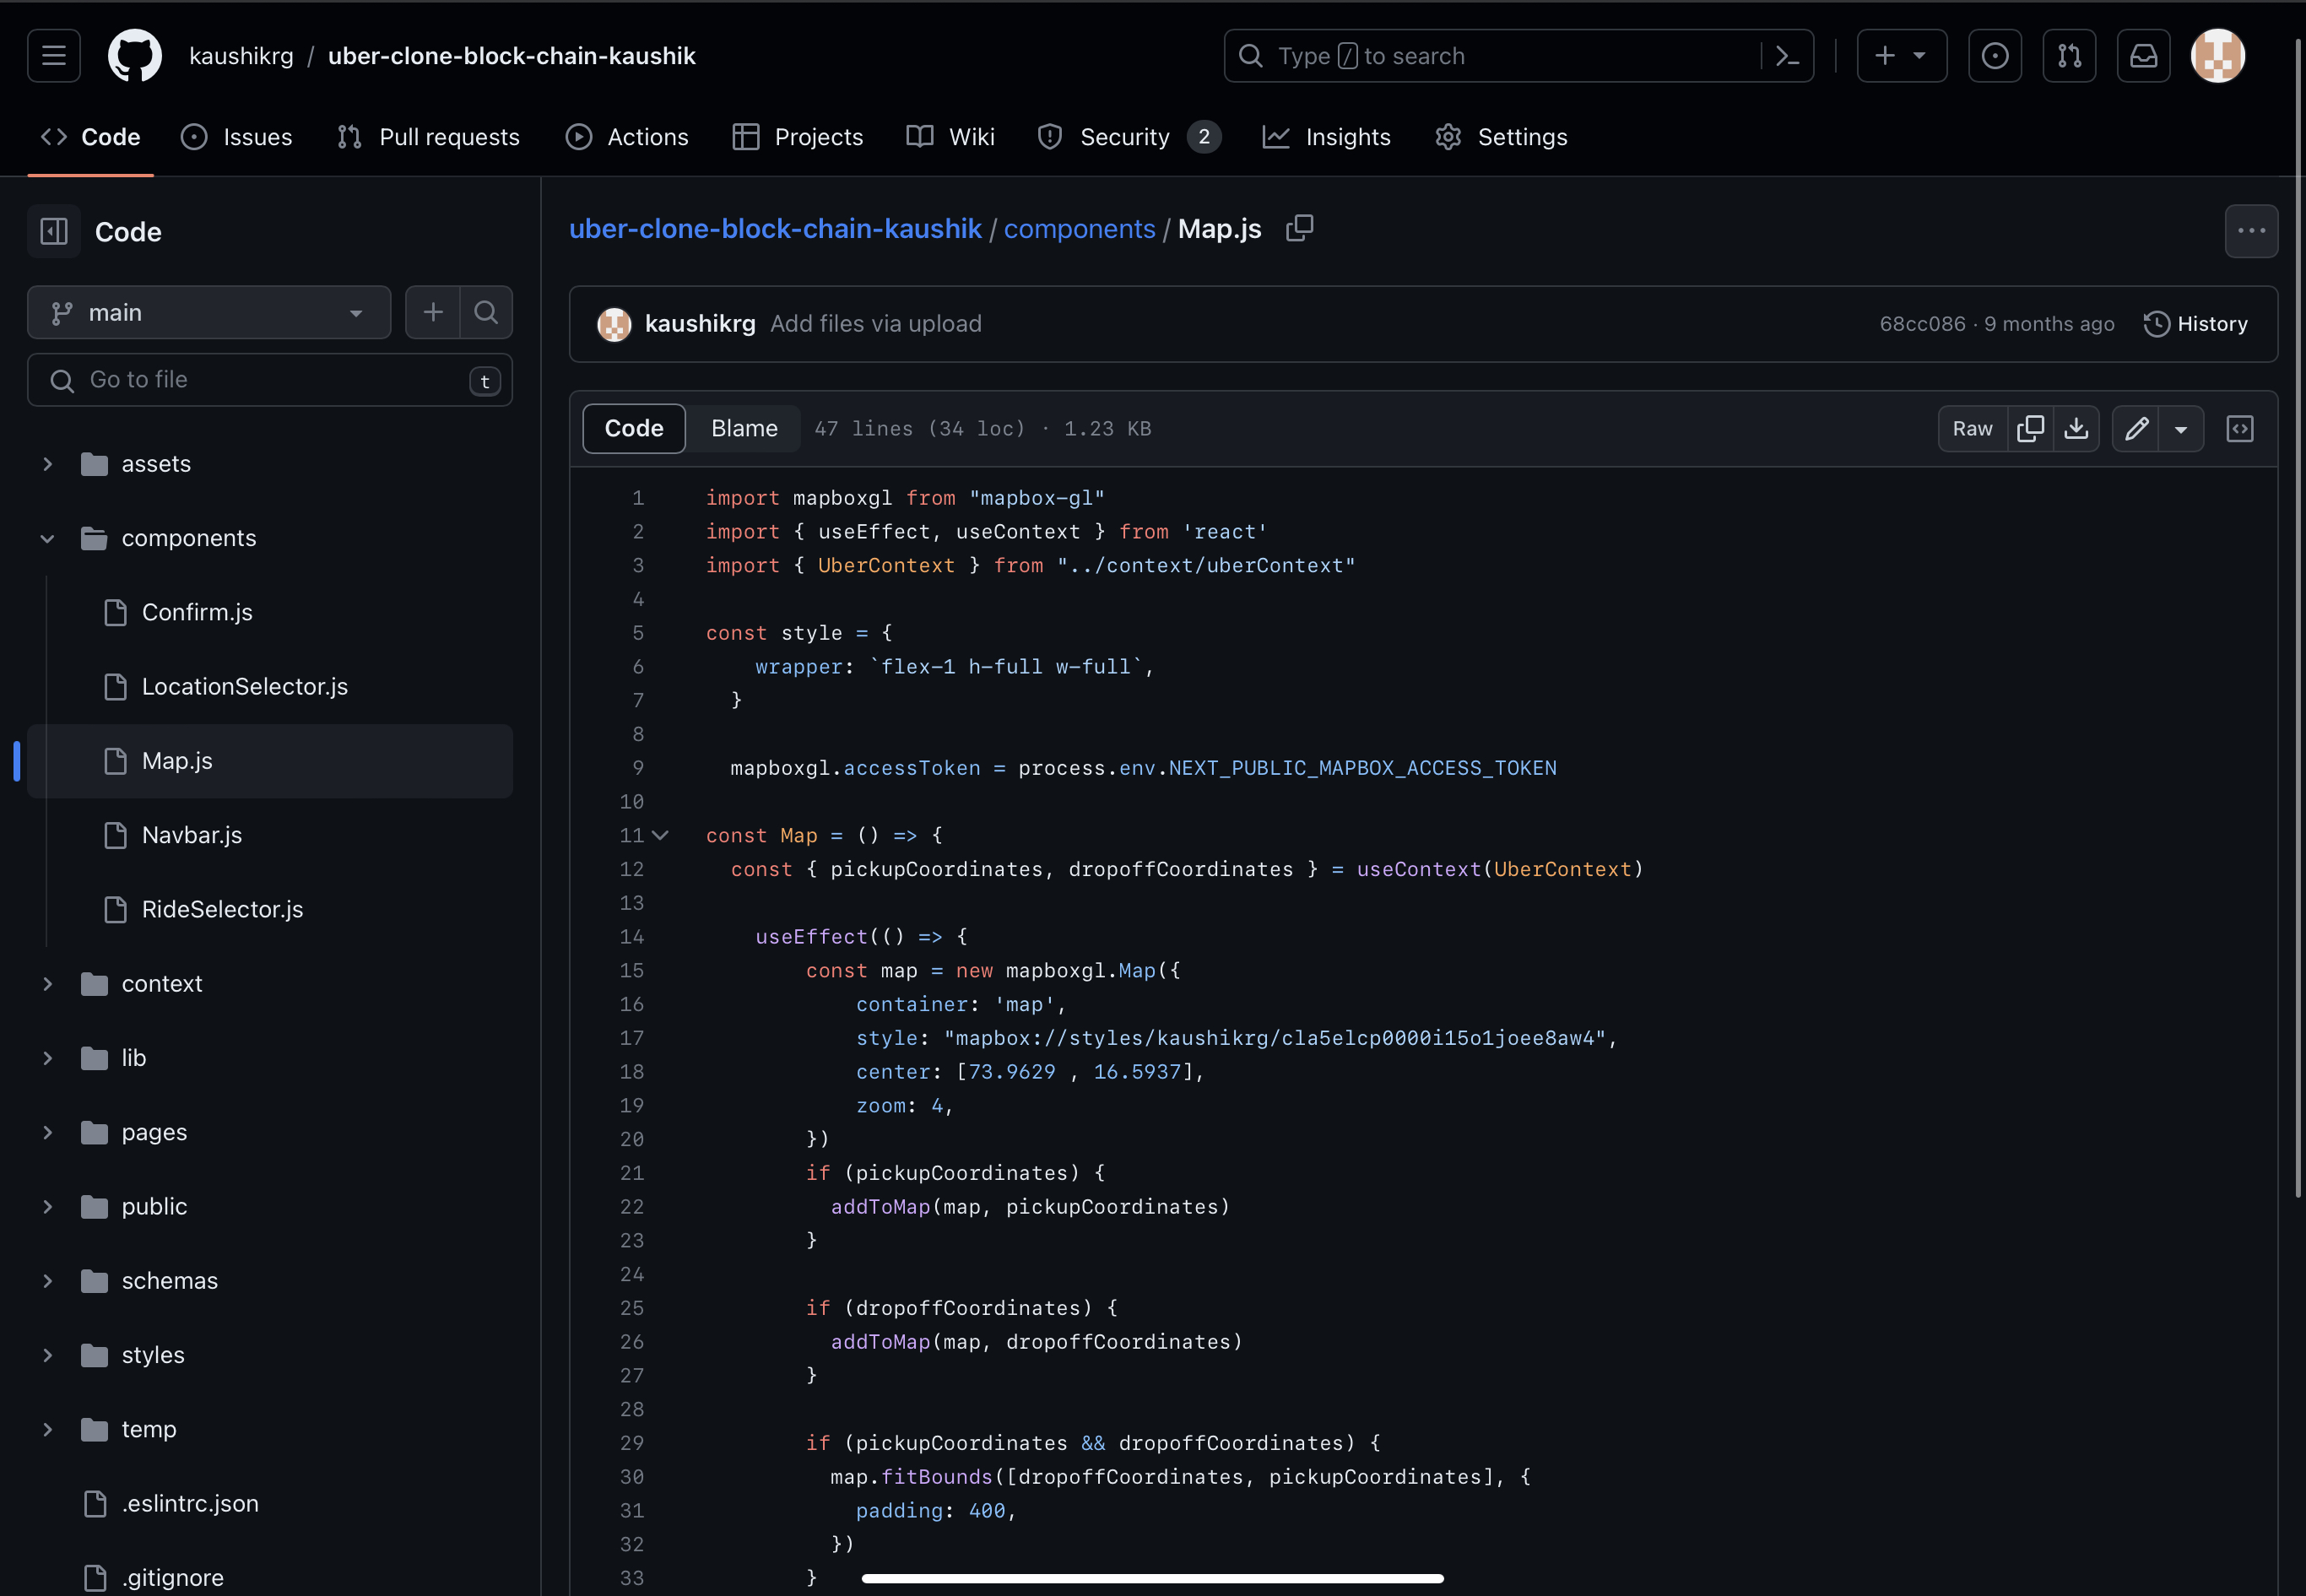 kaushikrg / uber-clone-block-chain-kaushik
Type / to search
Code
Issues
Pull requests
Actions
Projects
Wiki
Security 2
Insights
Settings
Code
main
Go to file
t
assets
components
Confirm.js
LocationSelector.js
Map.js
Navbar.js
RideSelector.js
context
lib
pages
public
schemas
styles
temp
.eslintrc.json
.gitignore
uber-clone-block-chain-kaushik / components / Map.js
kaushikrg Add files via upload
68cc086 · 9 months ago
History
Code
Blame
47 lines (34 loc) · 1.23 KB
Raw
1 import mapboxgl from "mapbox-gl"
2 import { useEffect, useContext } from 'react'
3 import { UberContext } from "../context/uberContext"
4
5 const style = {
6     wrapper: `flex-1 h-full w-full`,
7   }
8
9   mapboxgl.accessToken = process.env.NEXT_PUBLIC_MAPBOX_ACCESS_TOKEN
10
11 const Map = () => {
12   const { pickupCoordinates, dropoffCoordinates } = useContext(UberContext)
13
14     useEffect(() => {
15         const map = new mapboxgl.Map({
16             container: 'map',
17             style: "mapbox://styles/kaushikrg/cla5elcp0000i15o1joee8aw4",
18             center: [73.9629 , 16.5937],
19             zoom: 4,
20         })
21         if (pickupCoordinates) {
22           addToMap(map, pickupCoordinates)
23         }
24
25         if (dropoffCoordinates) {
26           addToMap(map, dropoffCoordinates)
27         }
28
29         if (pickupCoordinates && dropoffCoordinates) {
30           map.fitBounds([dropoffCoordinates, pickupCoordinates], {
31             padding: 400,
32           })
33         }